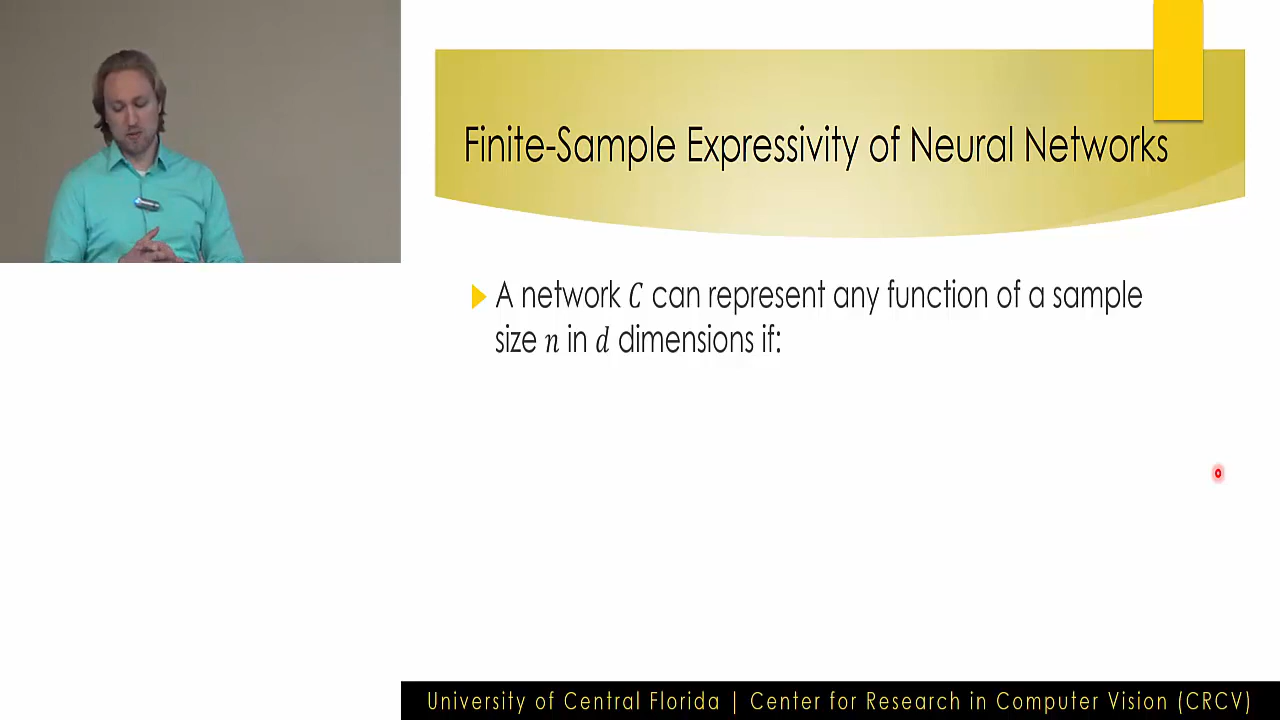 Finite-Sample Expressivity of Neural Networks
A network C can represent any function of a sample
size n in d dimensions if:
University of Central Florida | Center for Research in Computer Vision (CRCV)